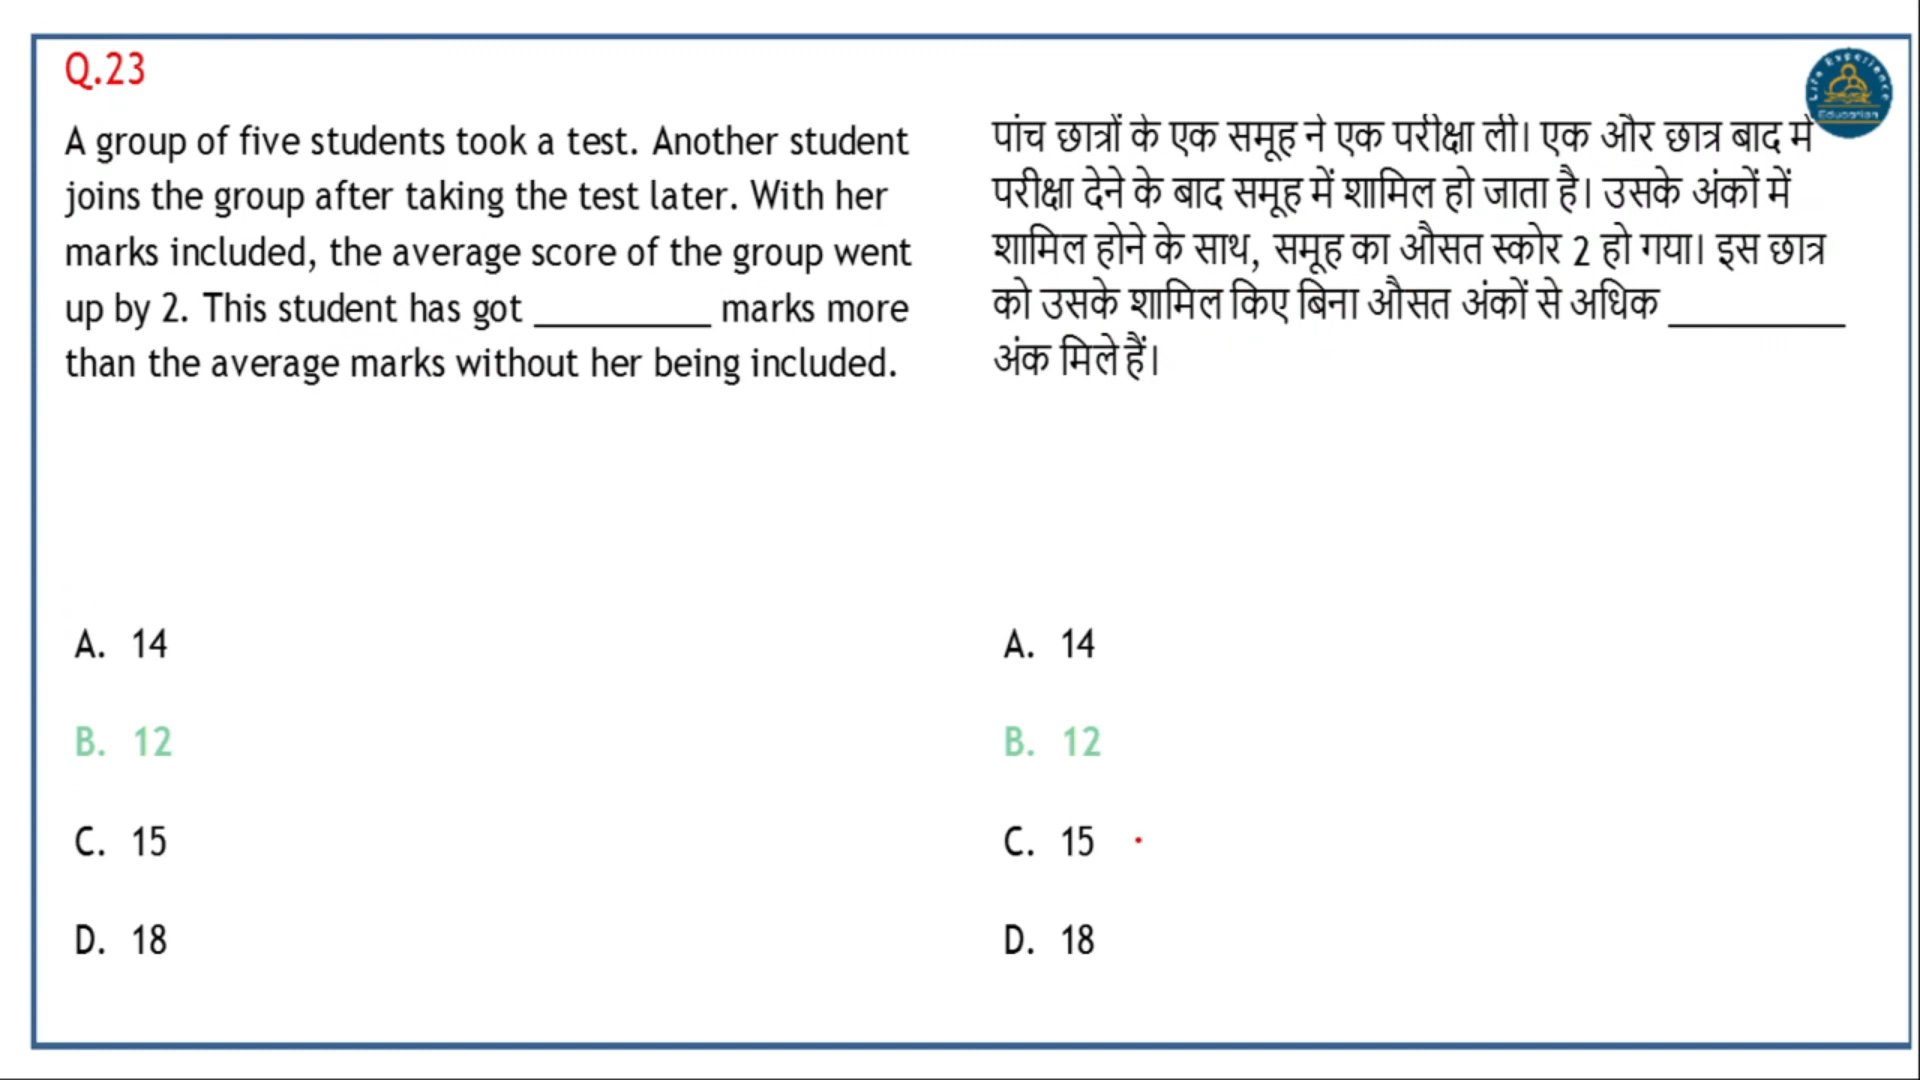 Q.23
A group of five students took a test. Another student
joins the group after taking the test later. With her
marks included, the average score of the group went
up by 2. This student has got _________ marks more
than the average marks without her being included.
A. 14
B. 12
C. 15
D. 18
Life Experience
Education
पांच छात्रों के एक समूह ने एक परीक्षा ली। एक और छात्र बाद में
परीक्षा देने के बाद समूह में शामिल हो जाता है। उसके अंकों में
शामिल होने के साथ, समूह का औसत स्कोर 2 हो गया। इस छात्र
को उसके शामिल किए बिना औसत अंकों से अधिक _________
अंक मिले हैं।
A. 14
B. 12
C. 15
D. 18